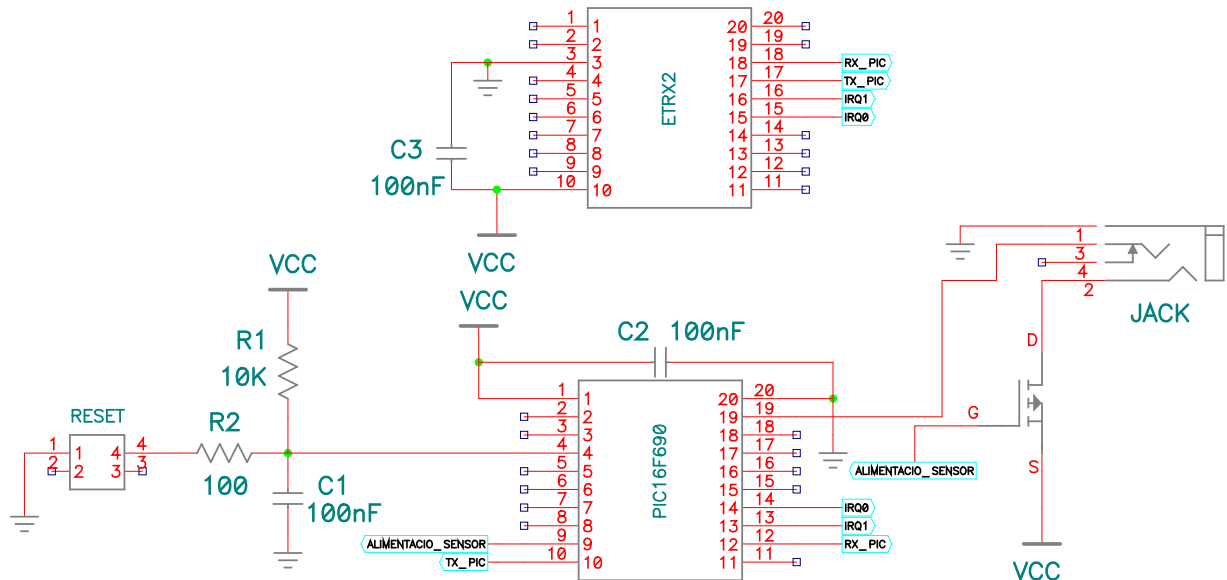 1 1 20 20
2 2 19 19
3 3 18 18 RX_PIC
4 4 17 17 TX_PIC
5 5 16 16 IRQ1
6 6 15 15 IRQ0
7 7 14 14
8 8 13 13
9 9 12 12
10 10 11 11
ETRX2
C3
100nF
VCC
VCC
R1
10K
RESET
1 1 4 4
2 2 3 3
R2
100
C1
100nF
VCC
C2 100nF
1 1 20 20
2 2 19 19
3 3 18 18
4 4 17 17
5 5 16 16
6 6 15 15
7 7 14 14 IRQ0
8 8 13 13 IRQ1
ALIMENTACIO_SENSOR 9 9 12 12 RX_PIC
TX_PIC 10 10 11 11
PIC16F690
1
3
4
2
JACK
D
G
S
ALIMENTACIO_SENSOR
VCC